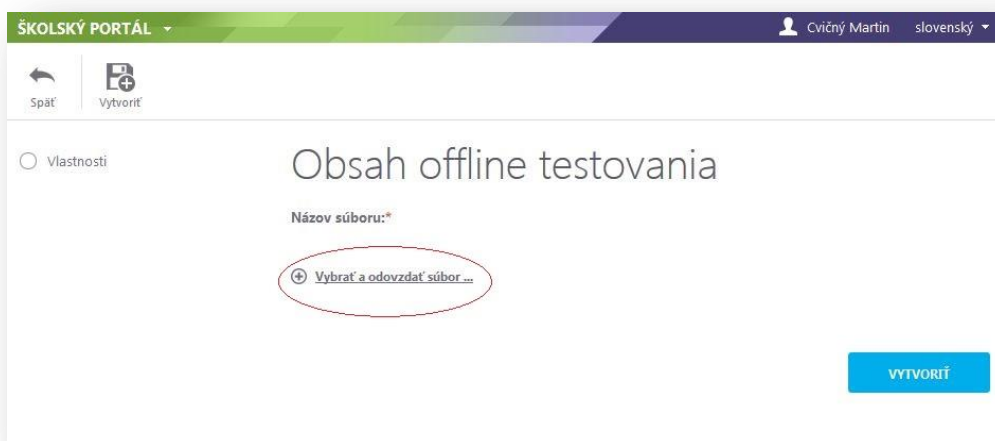 ŠKOLSKÝ PORTÁL
Cvičný Martin
slovenský
Späť
Vytvoriť
Vlastnosti
Obsah offline testovania
Názov súboru:*
Vybrať a odovzdať súbor ...
VYTVORIŤ